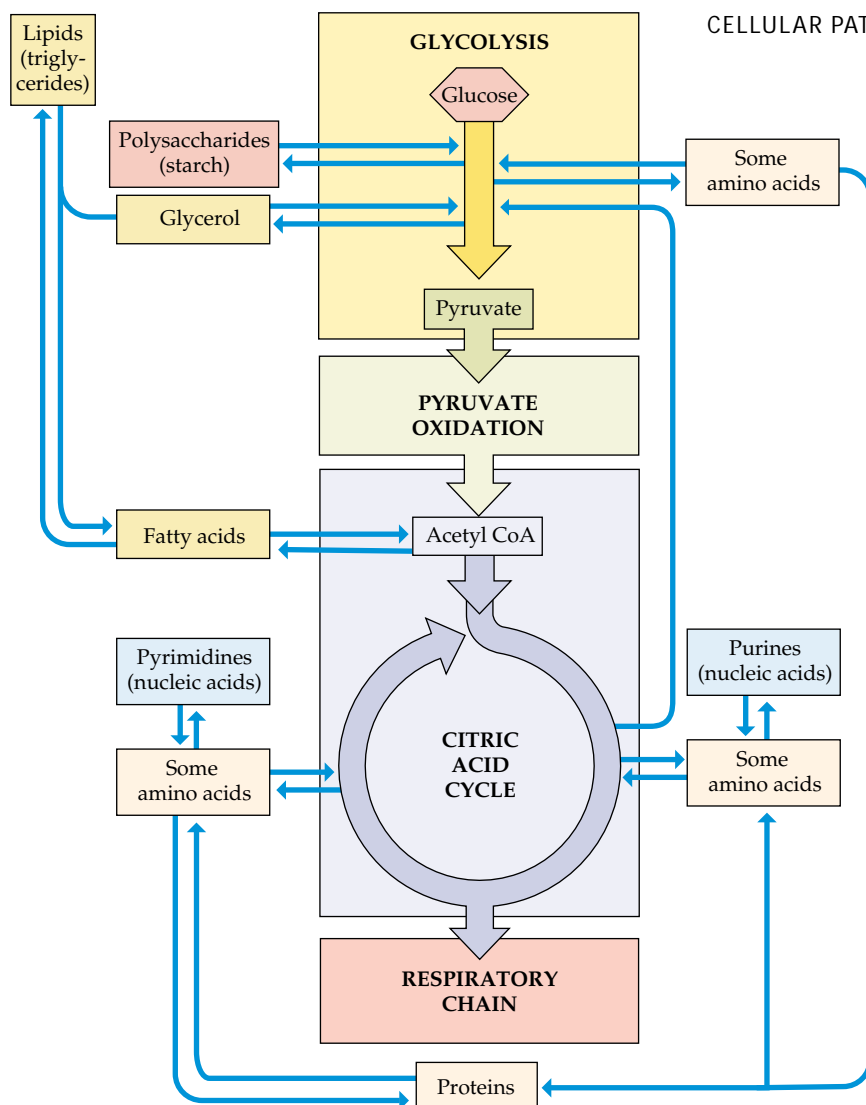 CELLULAR PAT
Lipids
(trigly-
cerides)
GLYCOLYSIS
Glucose
Polysaccharides
(starch)
Some
amino acids
Glycerol
Pyruvate
PYRUVATE
OXIDATION
Fatty acids
Acetyl CoA
Pyrimidines
(nucleic acids)
Purines
(nucleic acids)
CITRIC
ACID
CYCLE
Some
amino acids
Some
amino acids
RESPIRATORY
CHAIN
Proteins